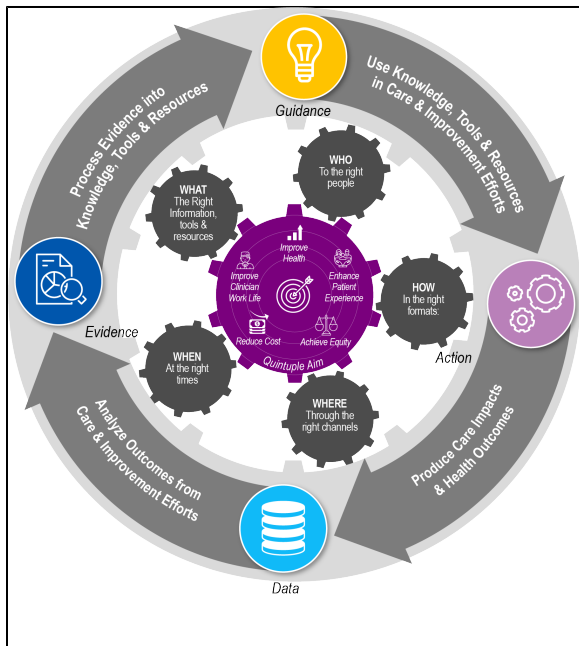 Guidance
Use Knowledge, Tools & Resources
in Care & Improvement Efforts
Action
Produce Care Impacts
& Health Outcomes
Data
Analyze Outcomes from
Care & Improvement Efforts
Evidence
Process Evidence into
Knowledge, Tools & Resources
WHO
To the right
people
HOW
In the right
formats:
WHERE
Through the
right channels
WHEN
At the right
times
WHAT
The Right
Information,
tools &
resources
Improve
Health
Enhance
Patient
Experience
Achieve Equity
Reduce Cost
Improve
Clinician
Work Life
Quintuple Aim